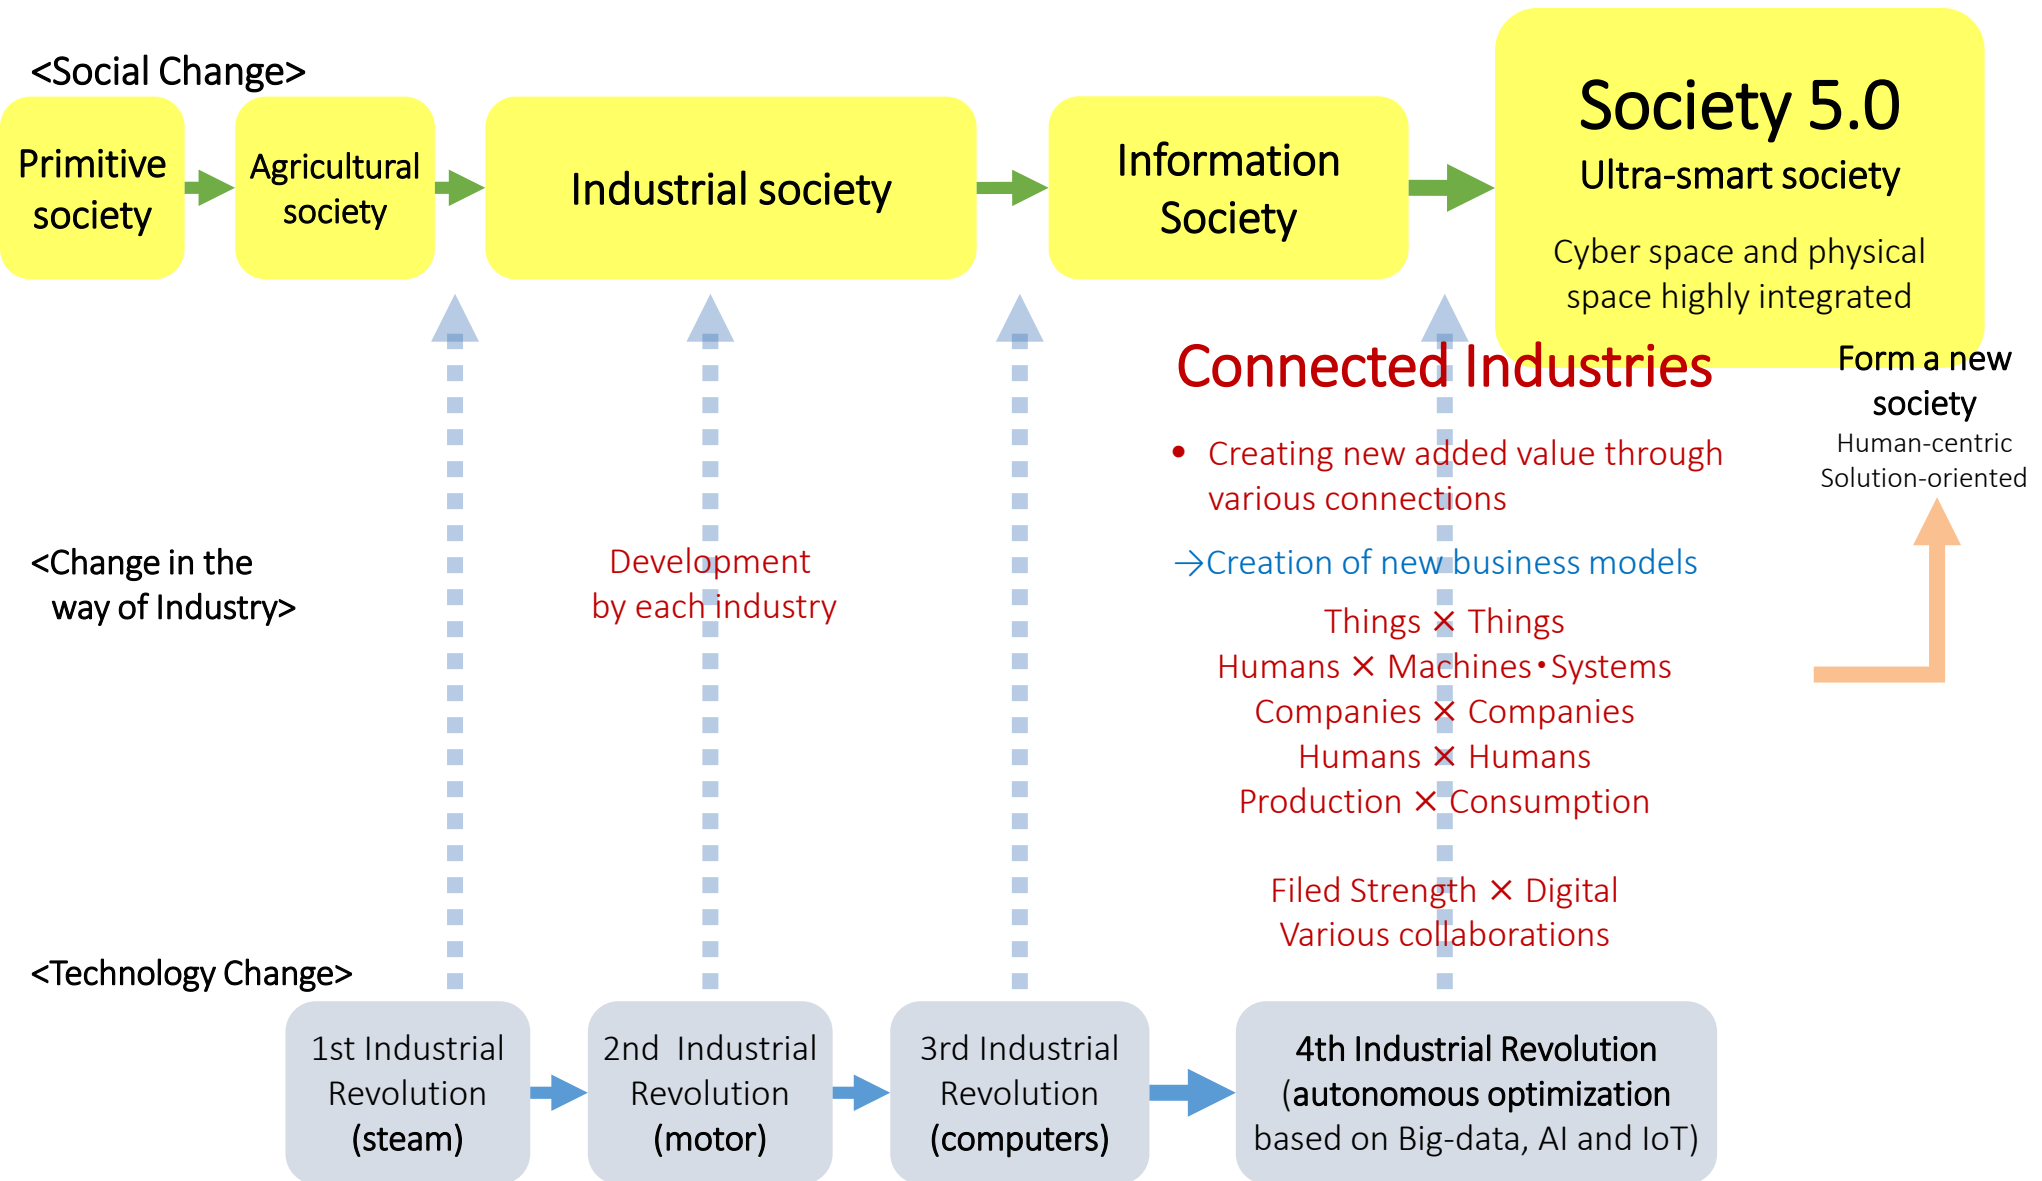 <Social Change>
Primitive
society
Agricultural
society
Industrial society
Information
Society
Society 5.0
Ultra-smart society
Cyber space and physical
space highly integrated
Form a new
society
Human-centric
Solution-oriented
<Change in the
way of Industry>
Development
by each industry
Connected Industries
• Creating new added value through
various connections
→Creation of new business models
Things × Things
Humans × Machines・Systems
Companies × Companies
Humans × Humans
Production × Consumption
Filed Strength × Digital
Various collaborations
<Technology Change>
1st Industrial
Revolution
(steam)
2nd Industrial
Revolution
(motor)
3rd Industrial
Revolution
(computers)
4th Industrial Revolution
(autonomous optimization
based on Big-data, AI and IoT)